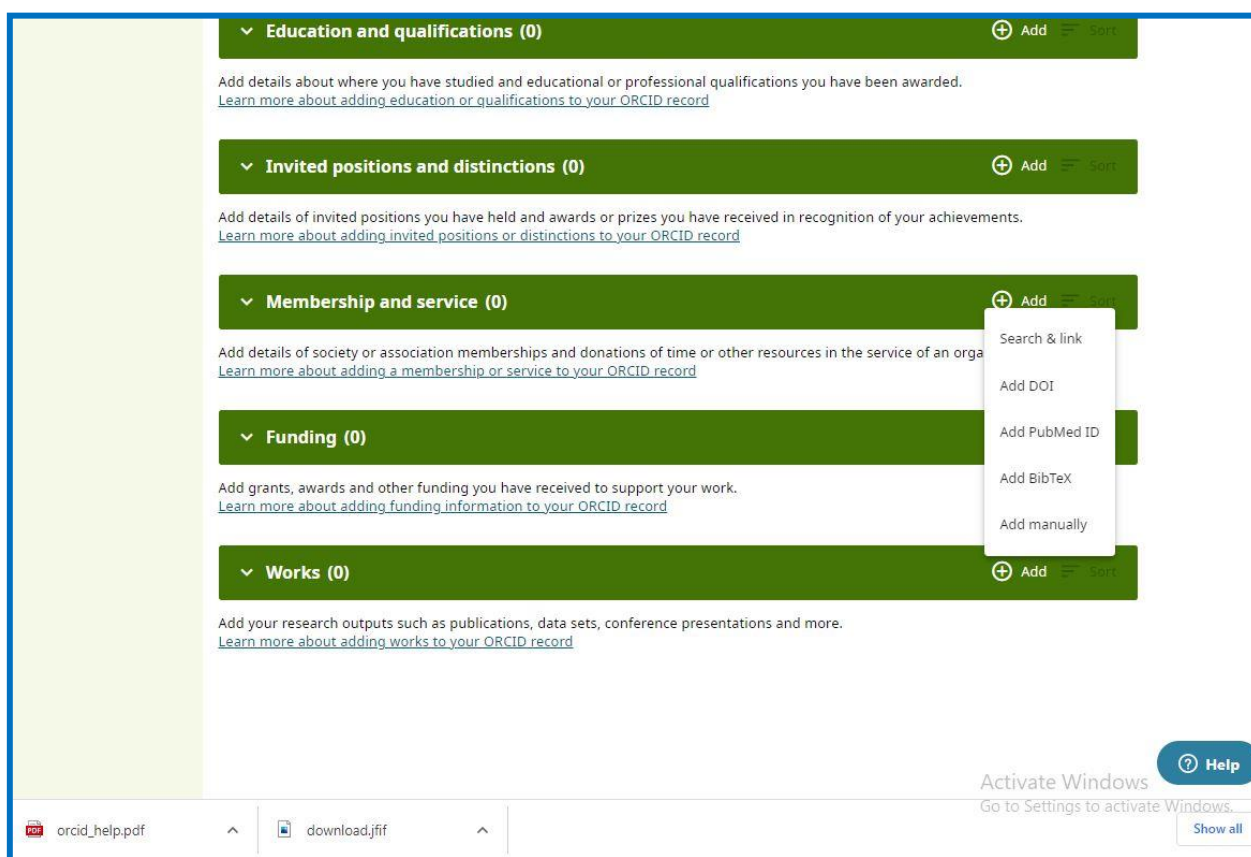 Education and qualifications (0) Add Sort
Add details about where you have studied and educational or professional qualifications you have been awarded.
Learn more about adding education or qualifications to your ORCID record
Invited positions and distinctions (0) Add Sort
Add details of invited positions you have held and awards or prizes you have received in recognition of your achievements.
Learn more about adding invited positions or distinctions to your ORCID record
Membership and service (0) Add Sort
Add details of society or association memberships and donations of time or other resources in the service of an orga
Learn more about adding a membership or service to your ORCID record
Search & link
Add DOI
Add PubMed ID
Add BibTeX
Add manually
Funding (0)
Add grants, awards and other funding you have received to support your work.
Learn more about adding funding information to your ORCID record
Works (0) Add Sort
Add your research outputs such as publications, data sets, conference presentations and more.
Learn more about adding works to your ORCID record
Help
Activate Windows
Go to Settings to activate Windows.
PDF orcid_help.pdf download.jfif Show all